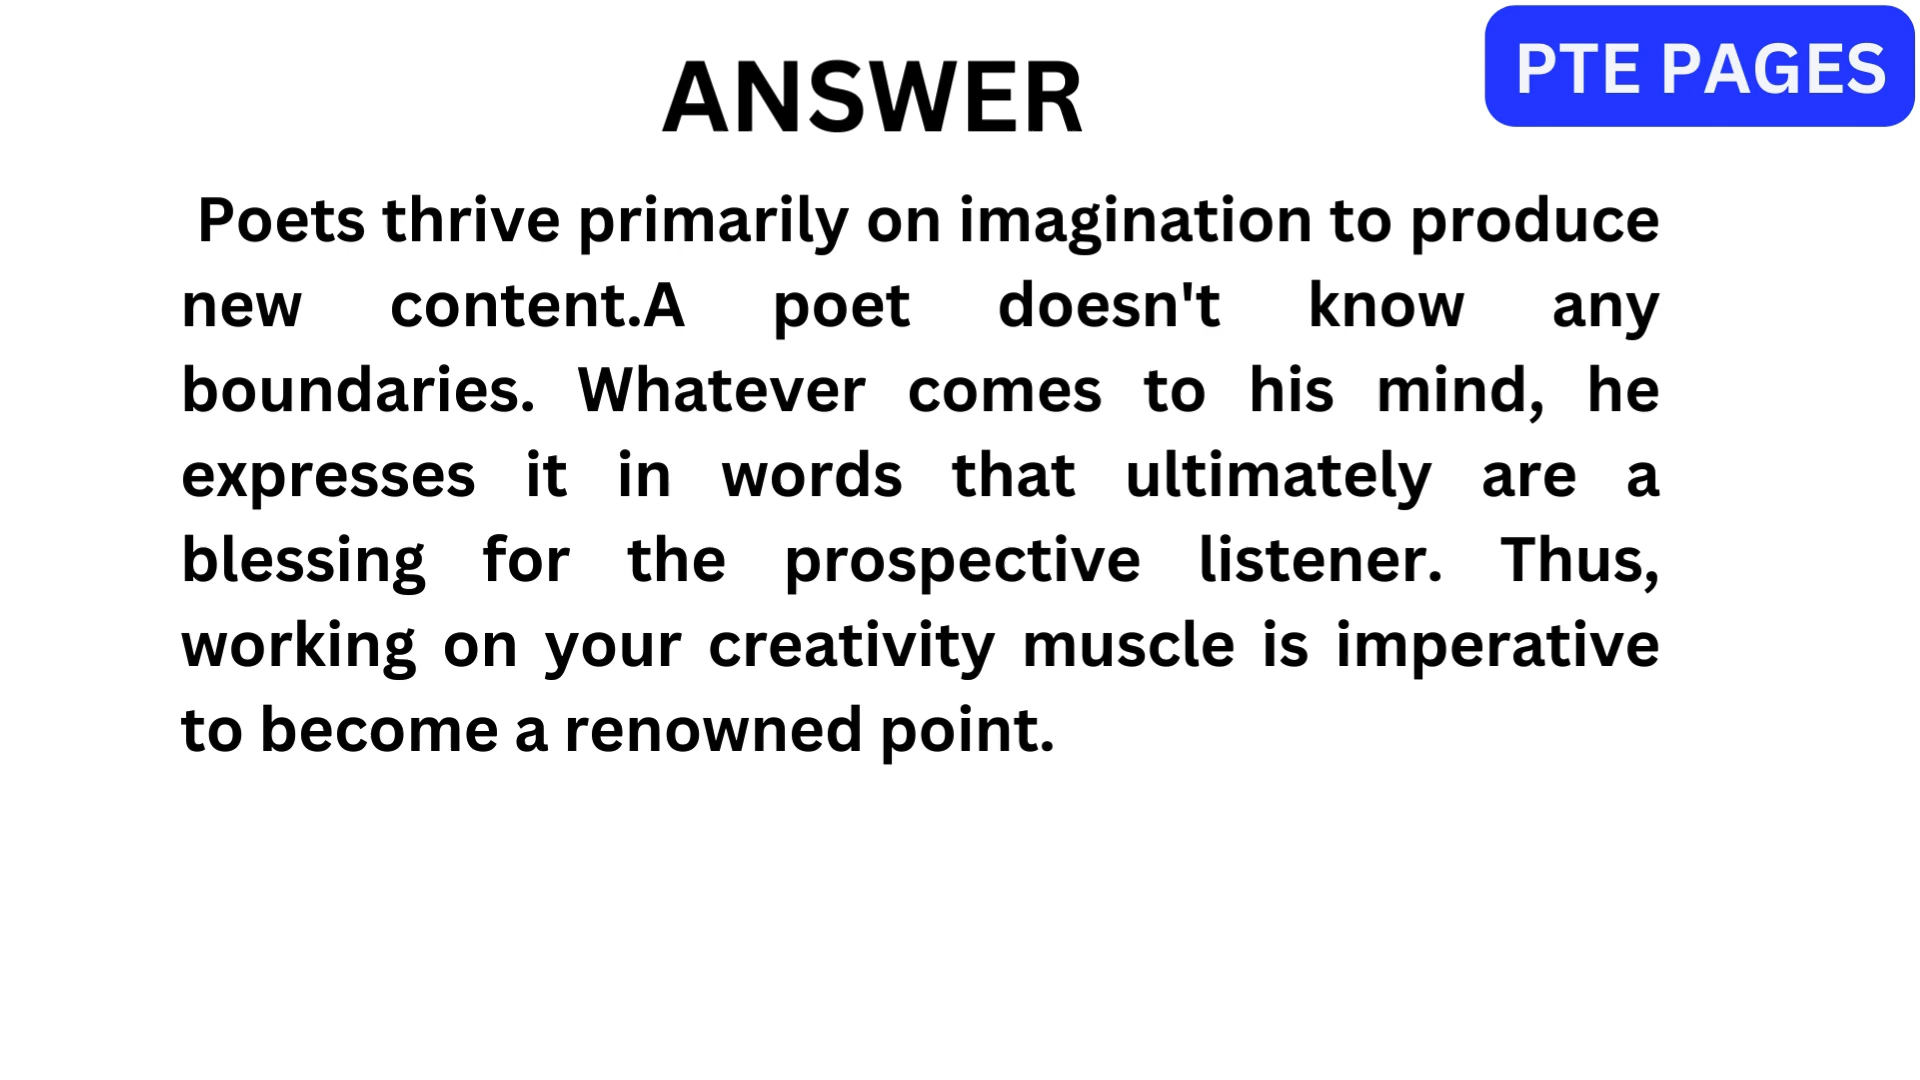 ANSWER
PTE PAGES
Poets thrive primarily on imagination to produce
new content.A poet doesn't know any
boundaries. Whatever comes to his mind, he
expresses it in words that ultimately are a
blessing for the prospective listener. Thus,
working on your creativity muscle is imperative
to become a renowned point.